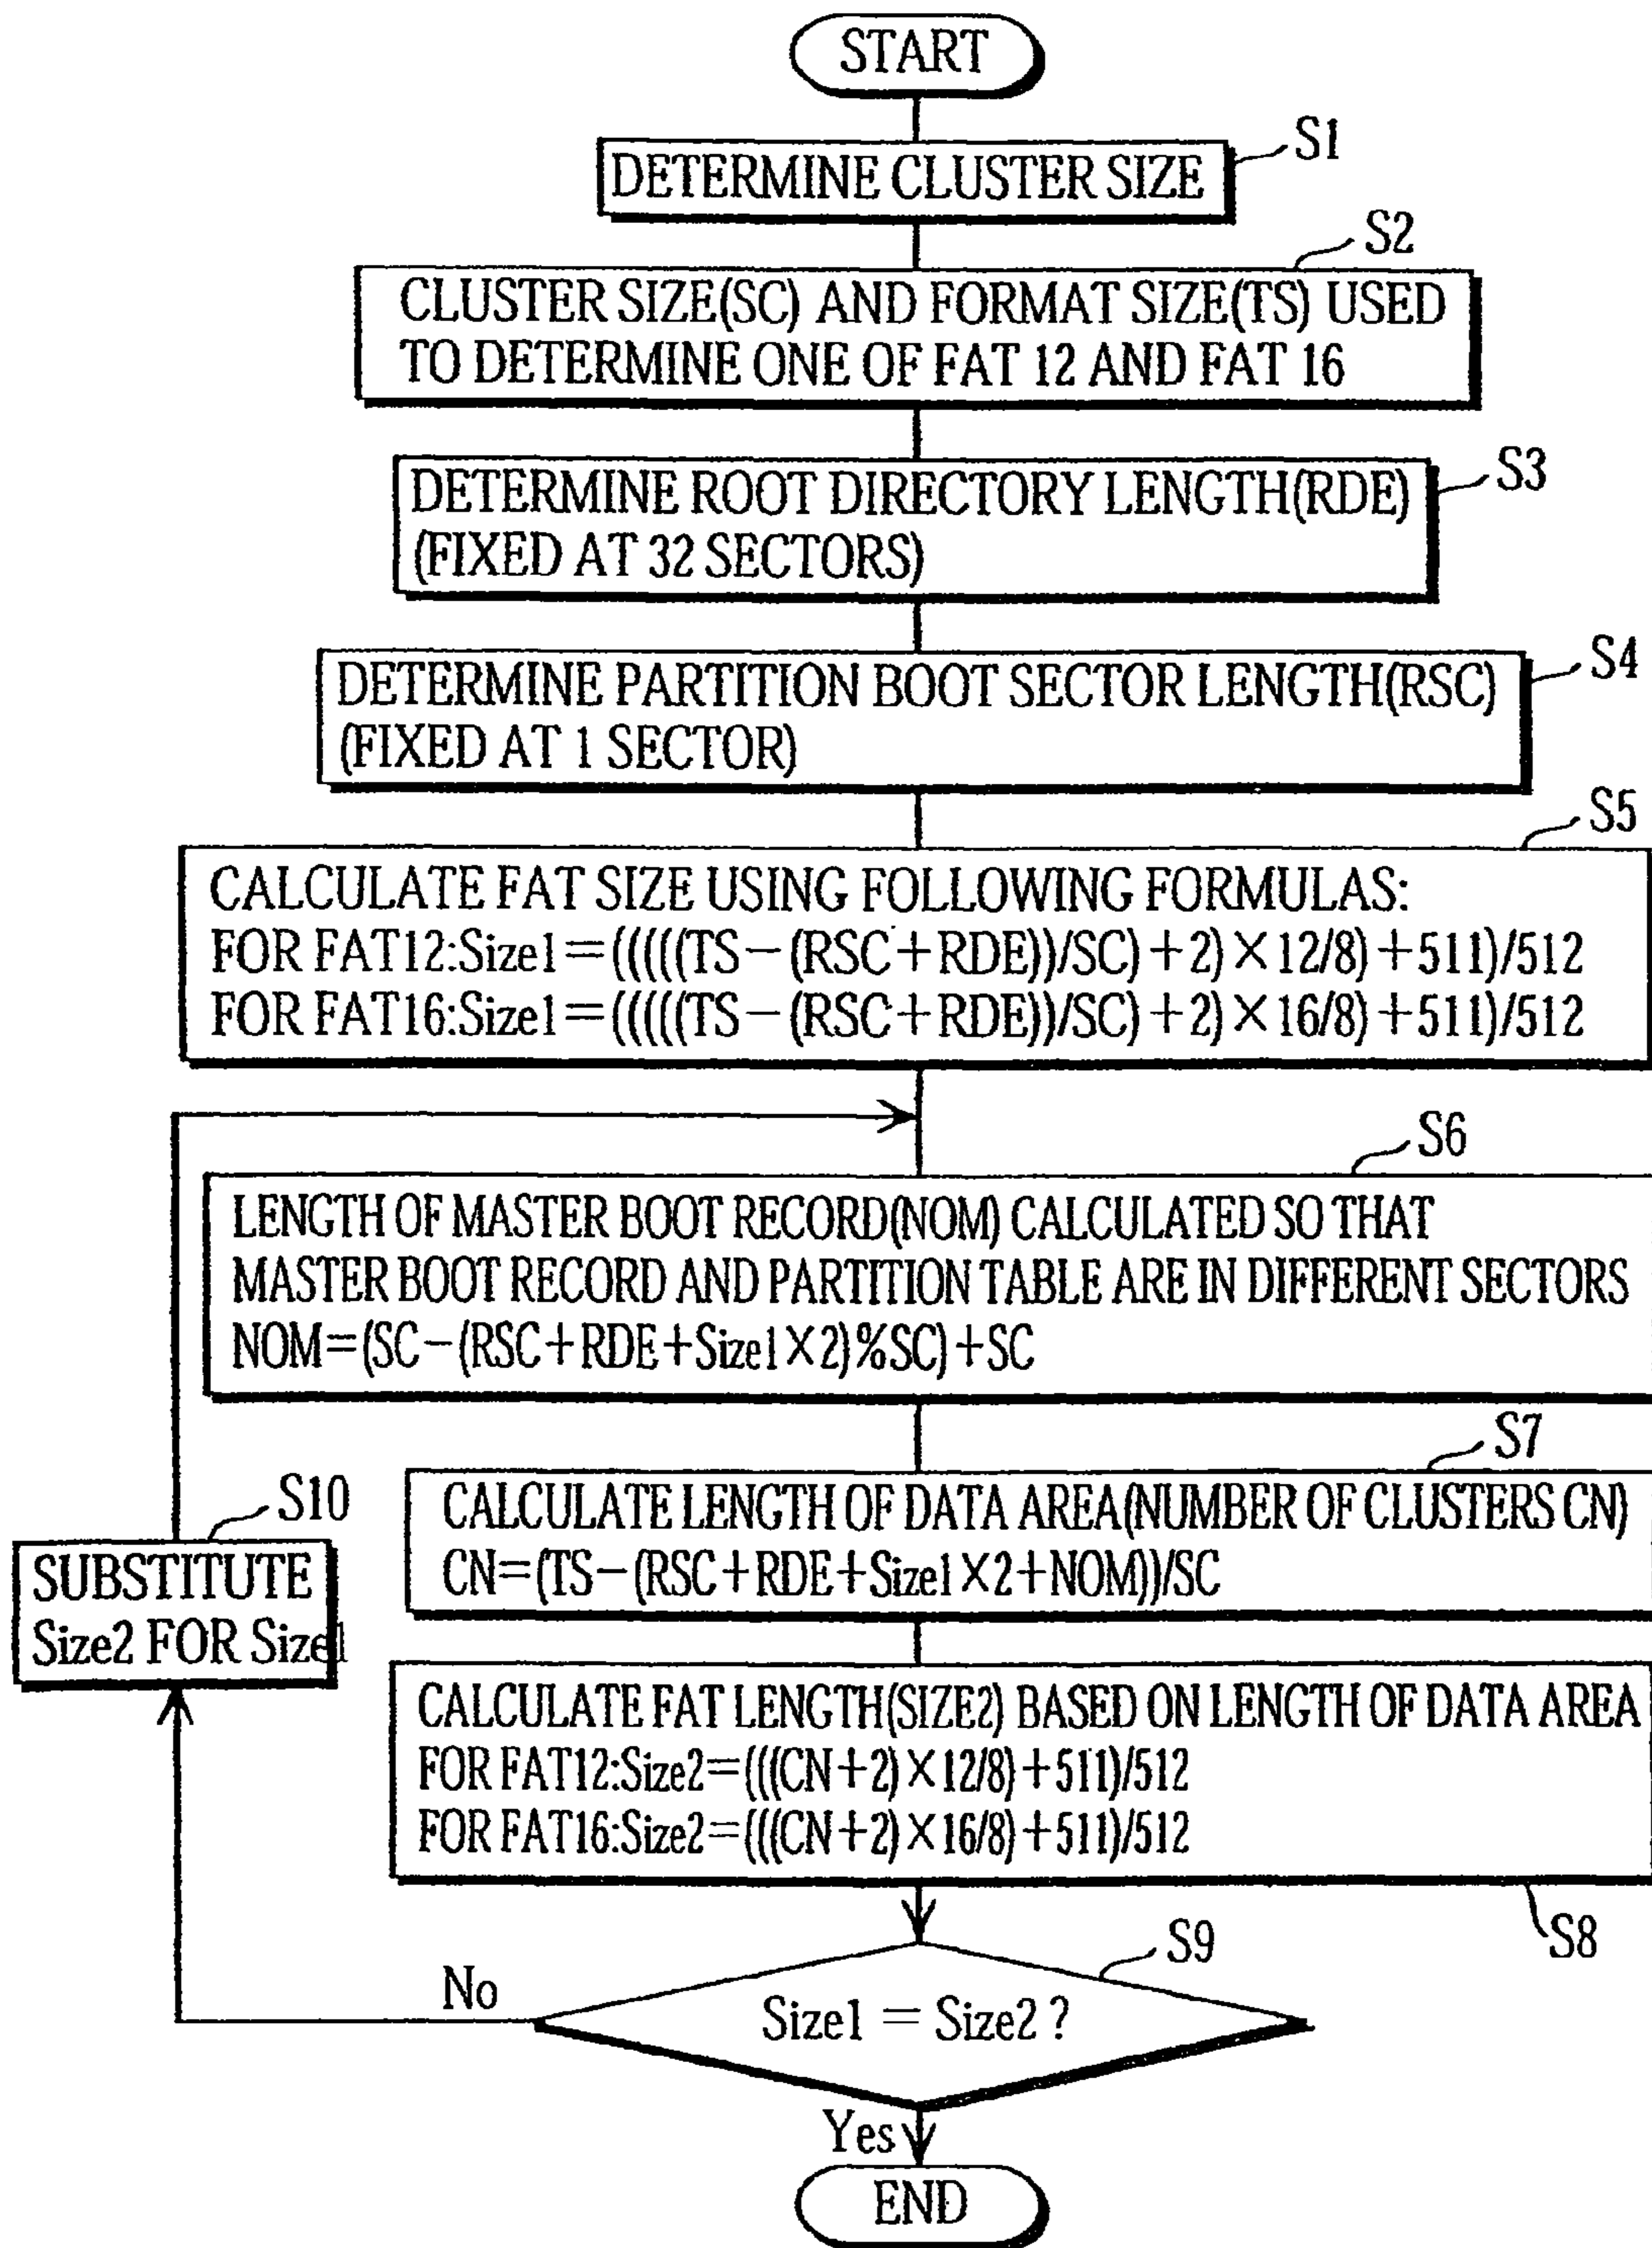 START
S1
DETERMINE CLUSTER SIZE
S2
CLUSTER SIZE(SC) AND FORMAT SIZE(TS) USED
TO DETERMINE ONE OF FAT 12 AND FAT 16
S3
DETERMINE ROOT DIRECTORY LENGTH(RDE)
(FIXED AT 32 SECTORS)
S4
DETERMINE PARTITION BOOT SECTOR LENGTH(RSC)
(FIXED AT 1 SECTOR)
S5
CALCULATE FAT SIZE USING FOLLOWING FORMULAS:
FOR FAT12:Size1=(((((TS-(RSC+RDE))/SC)+2)×12/8)+511)/512
FOR FAT16:Size1=(((((TS-(RSC+RDE))/SC)+2)×16/8)+511)/512
S6
LENGTH OF MASTER BOOT RECORD(NOM) CALCULATED SO THAT
MASTER BOOT RECORD AND PARTITION TABLE ARE IN DIFFERENT SECTORS
NOM=(SC-(RSC+RDE+Size1×2)%SC)+SC
S7
CALCULATE LENGTH OF DATA AREA(NUMBER OF CLUSTERS CN)
CN=(TS-(RSC+RDE+Size1×2+NOM))/SC
S10
SUBSTITUTE
Size2 FOR Size1
CALCULATE FAT LENGTH(SIZE2) BASED ON LENGTH OF DATA AREA
FOR FAT12:Size2=(((CN+2)×12/8)+511)/512
FOR FAT16:Size2=(((CN+2)×16/8)+511)/512
S8
S9
Size1 = Size2 ?
No
Yes
END